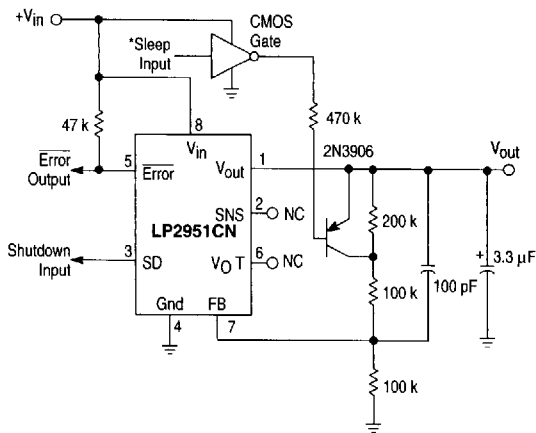 +Vin
CMOS
Gate
*Sleep
Input
47 k
470 k
8
Vin
2N3906
Vout
Error
Output
5
Error
Vout
1
SNS
2
NC
200 k
LP2951CN
Shutdown
Input
3
SD
VO T
6
NC
100 k
100 pF
+
3.3 µF
Gnd
FB
4
7
100 k